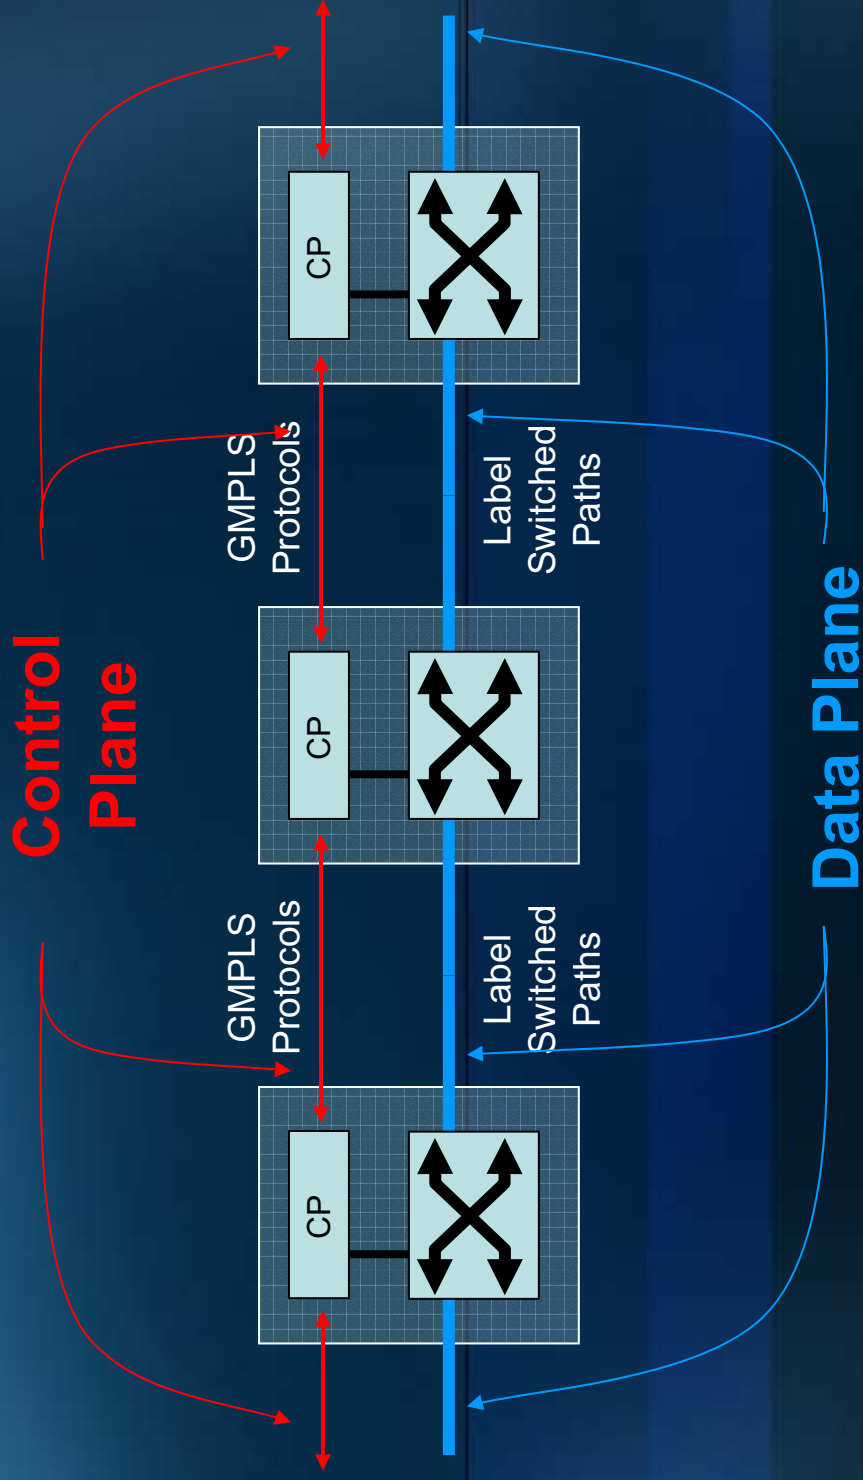 Control
Plane
GMPLS
Protocols
GMPLS
Protocols
CP
CP
CP
Label
Switched
Paths
Label
Switched
Paths
Data Plane